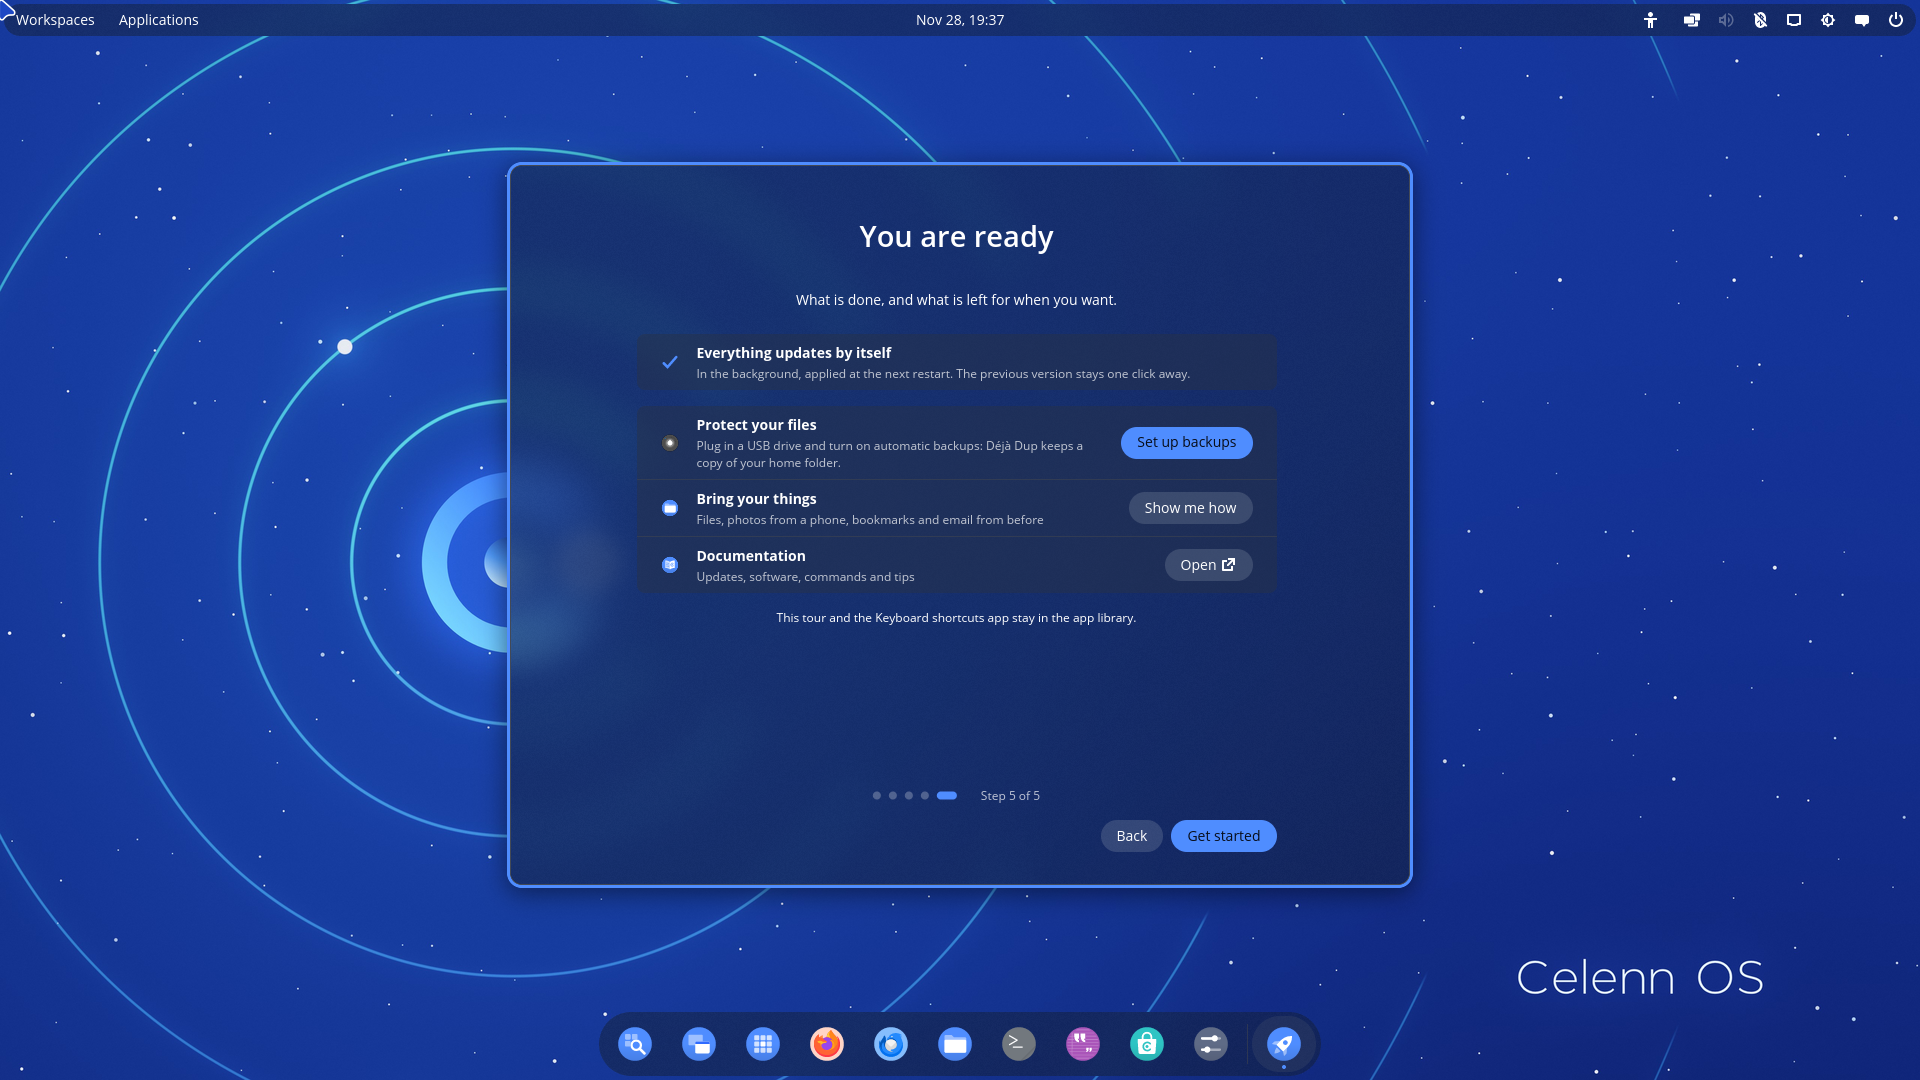 Workspaces Applications Nov 28, 19:37
You are ready
What is done, and what is left for when you want.
Everything updates by itself
In the background, applied at the next restart. The previous version stays one click away.
Protect your files
Plug in a USB drive and turn on automatic backups: Déjà Dup keeps a
copy of your home folder.
Set up backups
Bring your things
Files, photos from a phone, bookmarks and email from before
Show me how
Documentation
Updates, software, commands and tips
Open
This tour and the Keyboard shortcuts app stay in the app library.
Step 5 of 5
Back Get started
Celenn OS